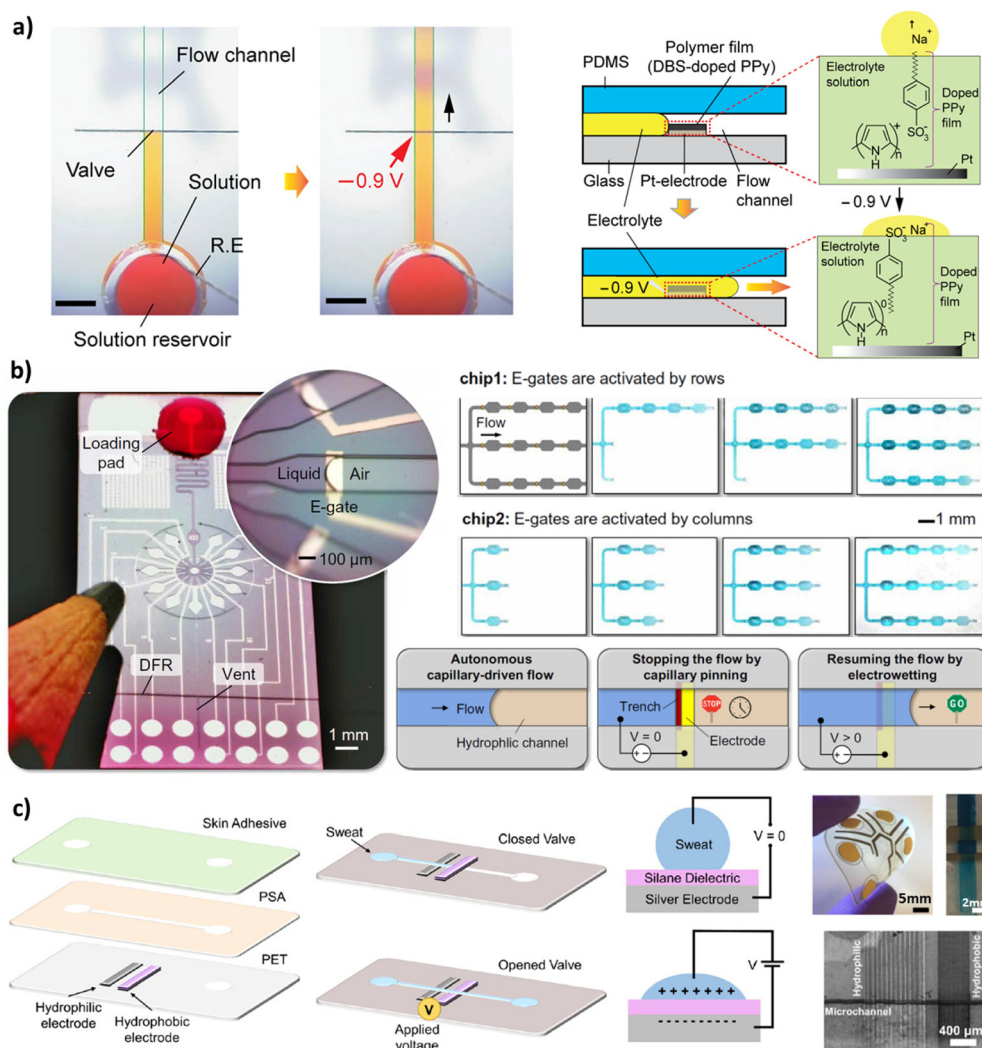 a)
Flow channel
Valve
Solution
−0.9 V
R.E
Solution reservoir
PDMS
Polymer film
(DBS-doped PPy)
Glass
Pt-electrode
Flow
channel
Electrolyte
−0.9 V
Na+
Electrolyte
solution
Doped
PPy
film
SO3−
+
N
H
n
Pt
− 0.9 V
SO3− Na+
Electrolyte
solution
Doped
PPy
film
0
N
H
n
Pt
b)
Loading
pad
Liquid
Air
E-gate
100 µm
DFR
Vent
1 mm
chip1: E-gates are activated by rows
Flow
chip2: E-gates are activated by columns
1 mm
Autonomous
capillary-driven flow
Flow
Hydrophlic channel
Stopping the flow by
capillary pinning
Trench
STOP
V = 0
Electrode
+ −
Resuming the flow by
electrowetting
GO
V > 0
+ −
c)
Skin Adhesive
PSA
PET
Hydrophilic
electrode
Hydrophobic
electrode
Sweat
Closed Valve
Opened Valve
V
Applied
voltage
Sweat
V = 0
Silane Dielectric
Silver Electrode
V
+ + + + + + +
- - - - - - -
5mm
2mm
Hydrophilic
Hydrophobic
Microchannel
400 µm